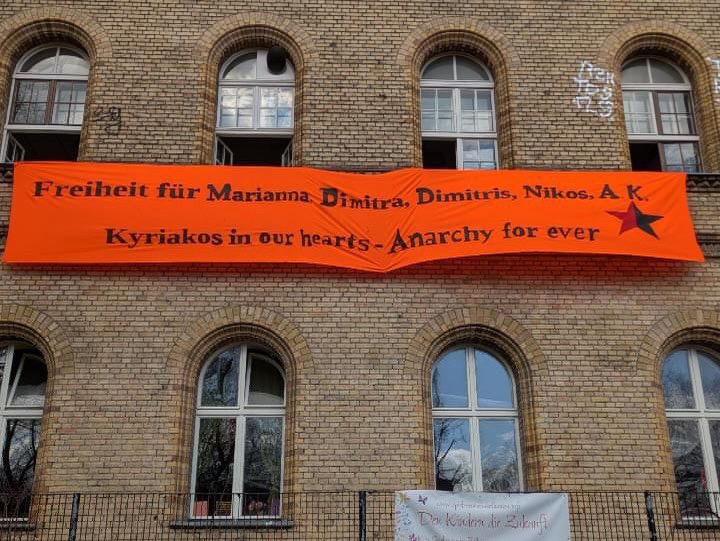 Freiheit für Marianna, Dimitra, Dimitris, Nikos, A.K.
Kyriakos in our hearts - Anarchy for ever
Den Kindern die Zukunft